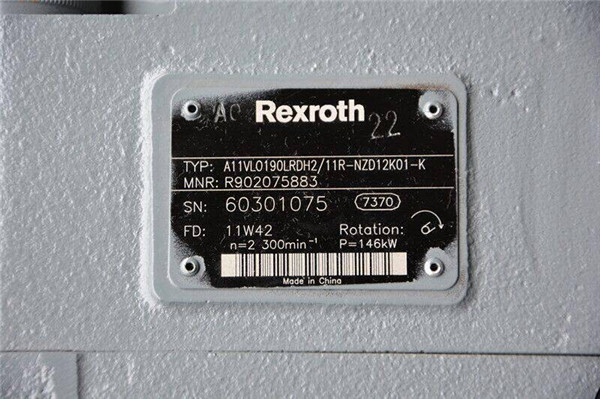 AC Rexroth 22
TYP: A11VLO190LRDH2/11R-NZD12K01-K
MNR: R902075883
SN: 60301075 7370
FD: 11W42 Rotation:
n=2 300min⁻¹ P=146kW
Made in China